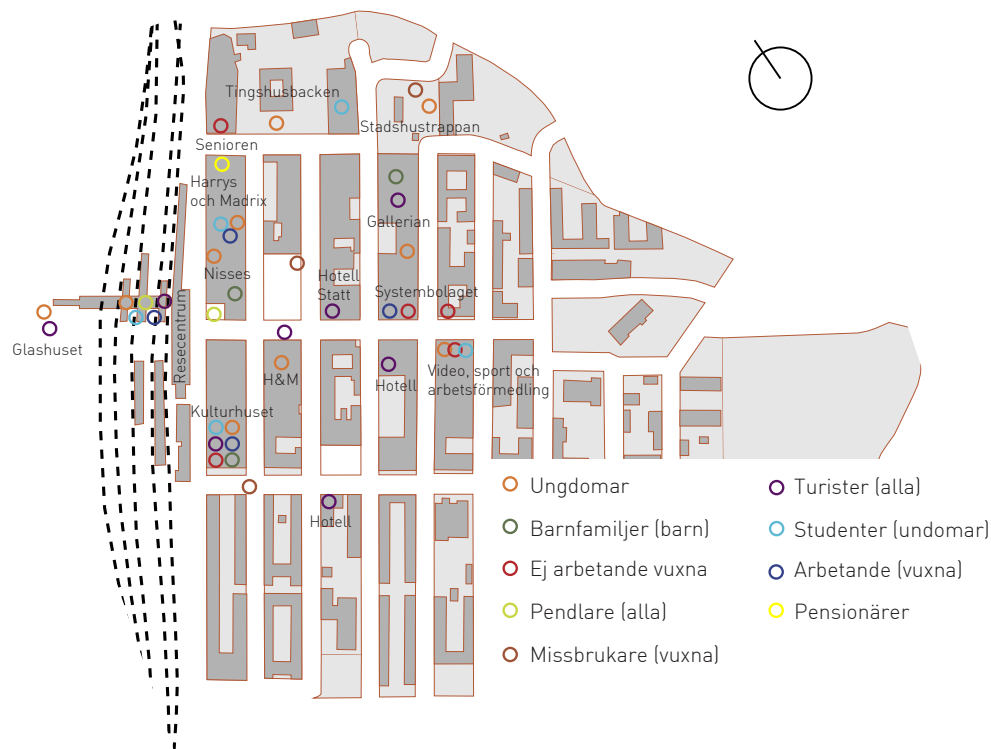 Tingshusbacken
Stadshustrappan
Senioren
Harrys
och Madrix
Gallerian
Nisses
Hotell
Statt
Systembolaget
Glashuset
Resecentrum
H&M
Hotell
Video, sport och
arbetsförmedling
Kulturhuset
Hotell
Ungdomar
Barnfamiljer (barn)
Ej arbetande vuxna
Pendlare (alla)
Missbrukare (vuxna)
Turister (alla)
Studenter (undomar)
Arbetande (vuxna)
Pensionärer